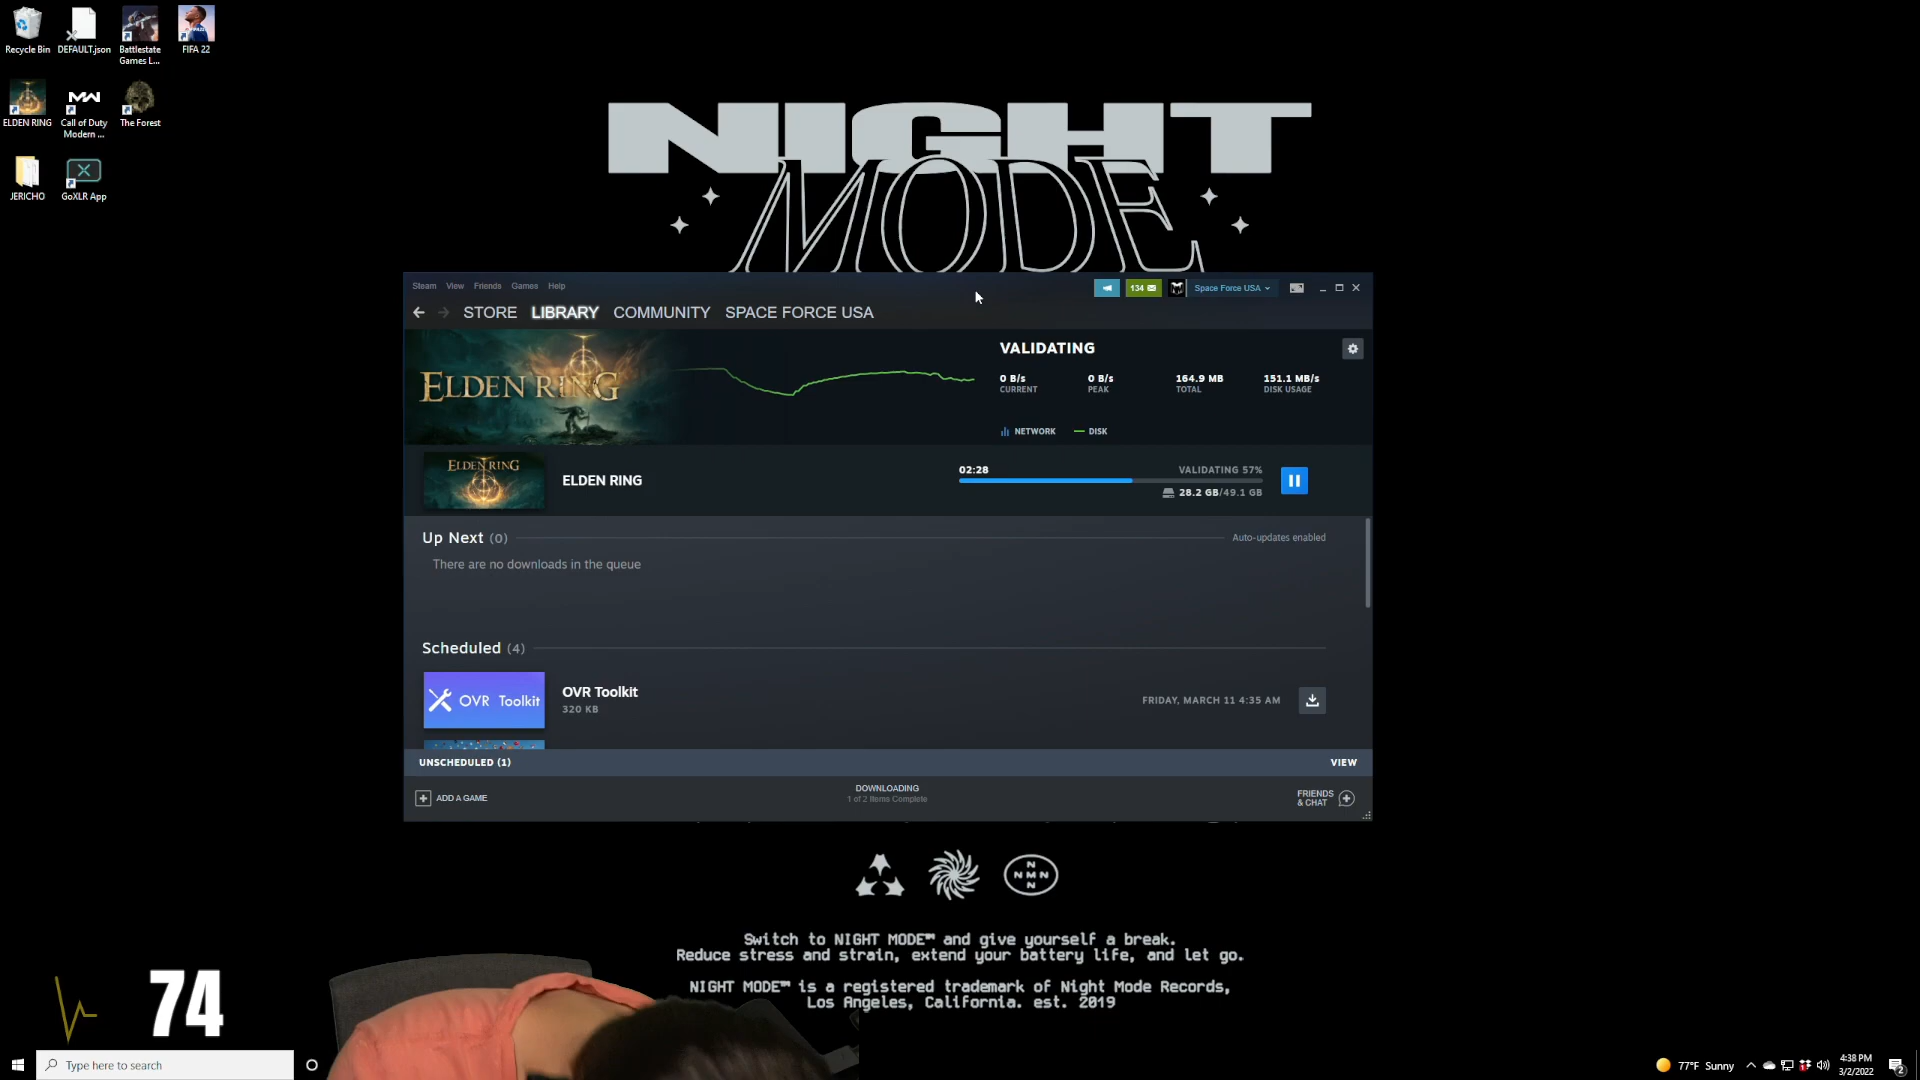 Recycle Bin
DEFAULT.json
Battlestate
Games L...
FIFA 22
ELDEN RING
Call of Duty
Modern ...
The Forest
JERICHO
GoXLR App
NIGHT
MODE
Steam View Friends Games Help
134
Space Force USA
STORE LIBRARY COMMUNITY SPACE FORCE USA
ELDEN RING
VALIDATING
0 B/s
CURRENT
0 B/s
PEAK
164.9 MB
TOTAL
151.1 MB/s
DISK USAGE
NETWORK
DISK
ELDEN RING
ELDEN RING
02:28
VALIDATING 57%
28.2 GB/49.1 GB
Up Next (0)
Auto-updates enabled
There are no downloads in the queue
Scheduled (4)
OVR Toolkit
OVR Toolkit
320 KB
FRIDAY, MARCH 11 4:35 AM
UNSCHEDULED (1)
VIEW
ADD A GAME
DOWNLOADING
1 of 2 Items Complete
FRIENDS
& CHAT
N
NMN
N
Switch to NIGHT MODE™ and give yourself a break.
Reduce stress and strain, extend your battery life, and let go.
NIGHT MODE™ is a registered trademark of Night Mode Records,
Los Angeles, California. est. 2019
74
Type here to search
77°F Sunny
4:38 PM
3/2/2022
2